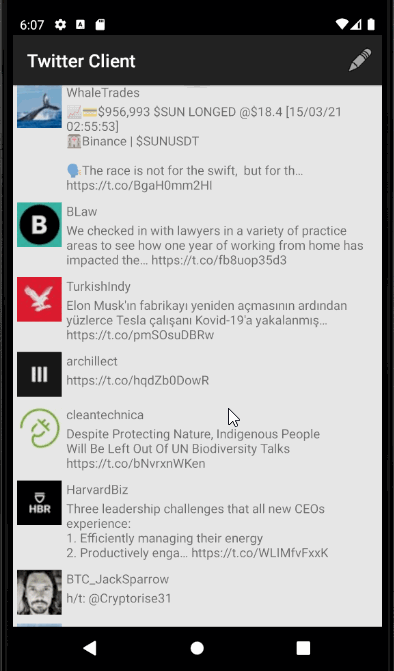 6:07
Twitter Client
WhaleTrades
$956,993 $SUN LONGED @$18.4 [15/03/21
02:55:53]
Binance | $SUNUSDT
The race is not for the swift, but for th…
https://t.co/BgaH0mm2HI
B
BLaw
We checked in with lawyers in a variety of practice
areas to see how one year of working from home has
impacted the… https://t.co/fb8uop35d3
TurkishIndy
Elon Musk'ın fabrikayı yeniden açmasının ardından
yüzlerce Tesla çalışanı Kovid-19'a yakalanmış…
https://t.co/pmSOsuDBRw
archillect
https://t.co/hqdZb0DowR
cleantechnica
Despite Protecting Nature, Indigenous People
Will Be Left Out Of UN Biodiversity Talks
https://t.co/bNvrxnWKen
HBR
HarvardBiz
Three leadership challenges that all new CEOs
experience:
1. Efficiently managing their energy
2. Productively enga… https://t.co/WLIMfvFxxK
BTC_JackSparrow
h/t: @Cryptorise31